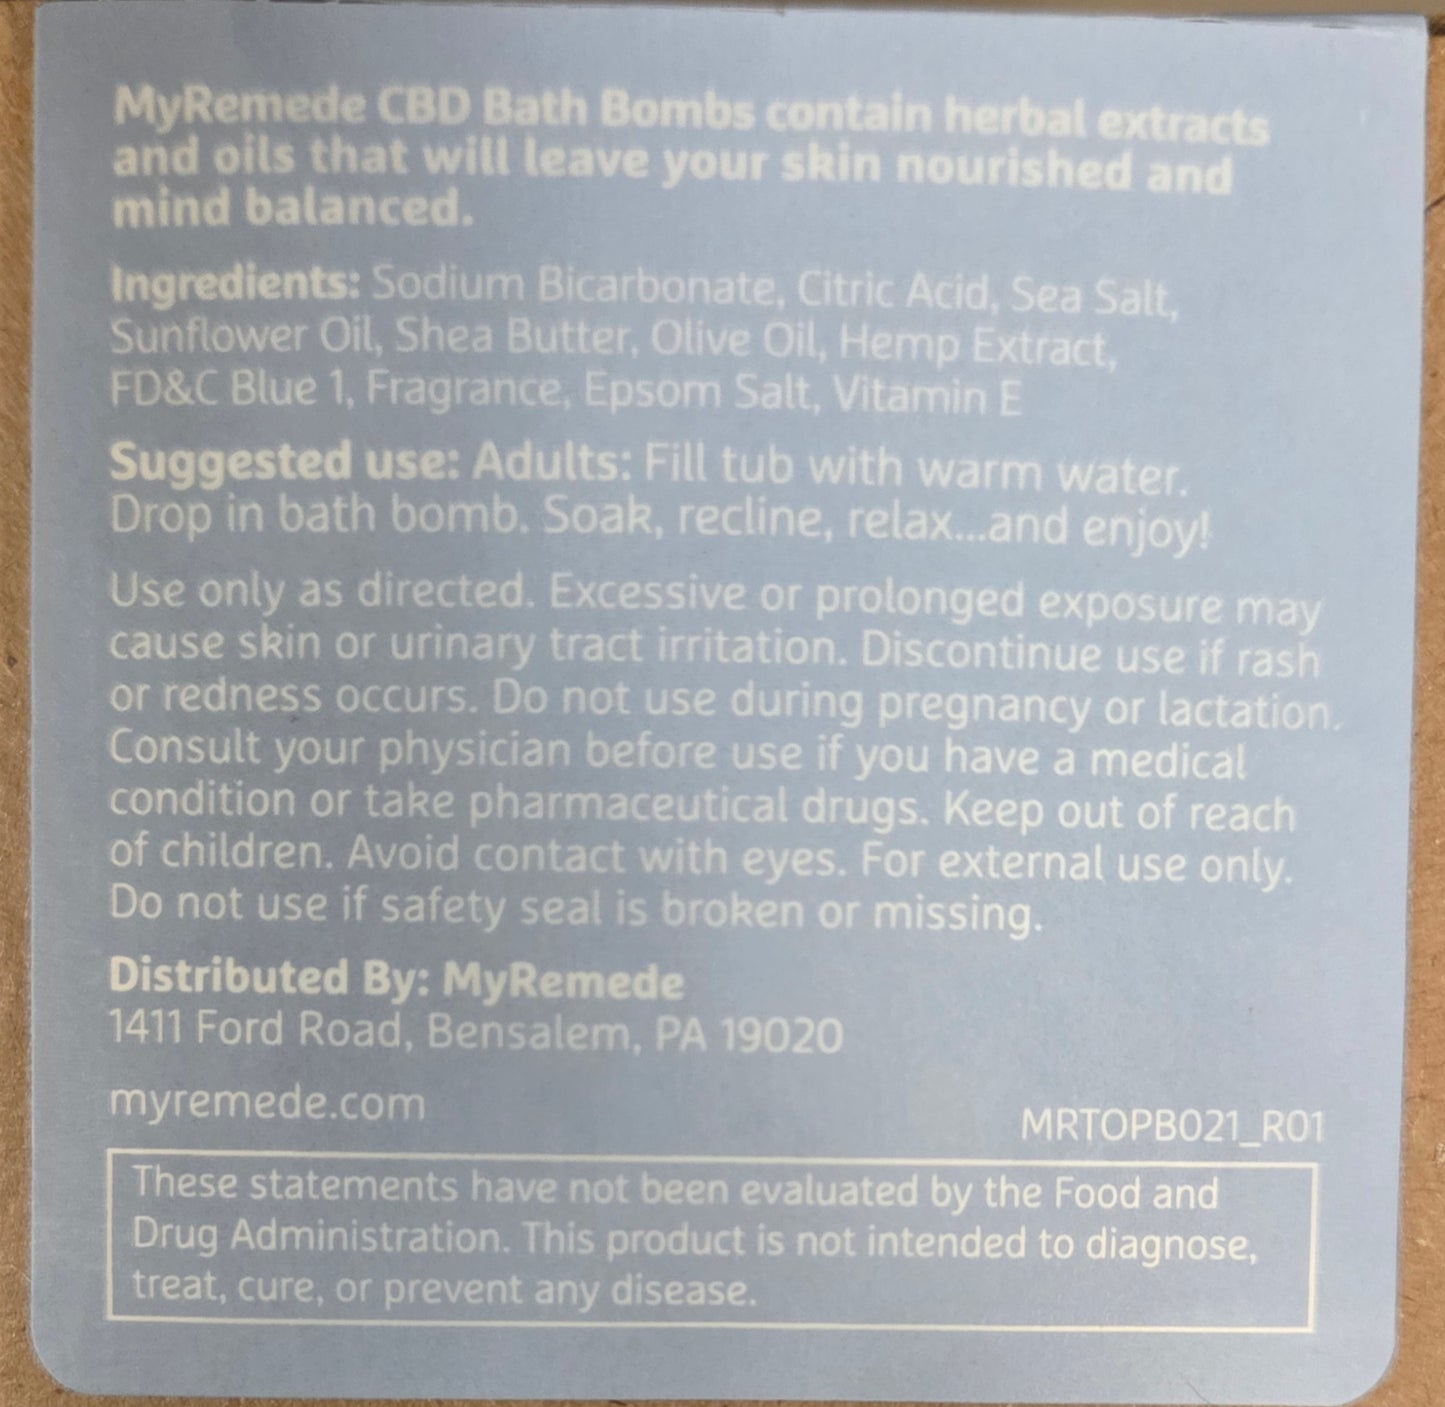 MyRemede CBD Bath Bombs contain herbal extracts
and oils that will leave your skin nourished and
mind balanced.
Ingredients: Sodium Bicarbonate, Citric Acid, Sea Salt,
Sunflower Oil, Shea Butter, Olive Oil, Hemp Extract,
FD&C Blue 1, Fragrance, Epsom Salt, Vitamin E
Suggested use: Adults: Fill tub with warm water.
Drop in bath bomb. Soak, recline, relax...and enjoy!
Use only as directed. Excessive or prolonged exposure may
cause skin or urinary tract irritation. Discontinue use if rash
or redness occurs. Do not use during pregnancy or lactation.
Consult your physician before use if you have a medical
condition or take pharmaceutical drugs. Keep out of reach
of children. Avoid contact with eyes. For external use only.
Do not use if safety seal is broken or missing.
Distributed By: MyRemede
1411 Ford Road, Bensalem, PA 19020
myremede.com
MRTOPB021_R01
These statements have not been evaluated by the Food and
Drug Administration. This product is not intended to diagnose,
treat, cure, or prevent any disease.